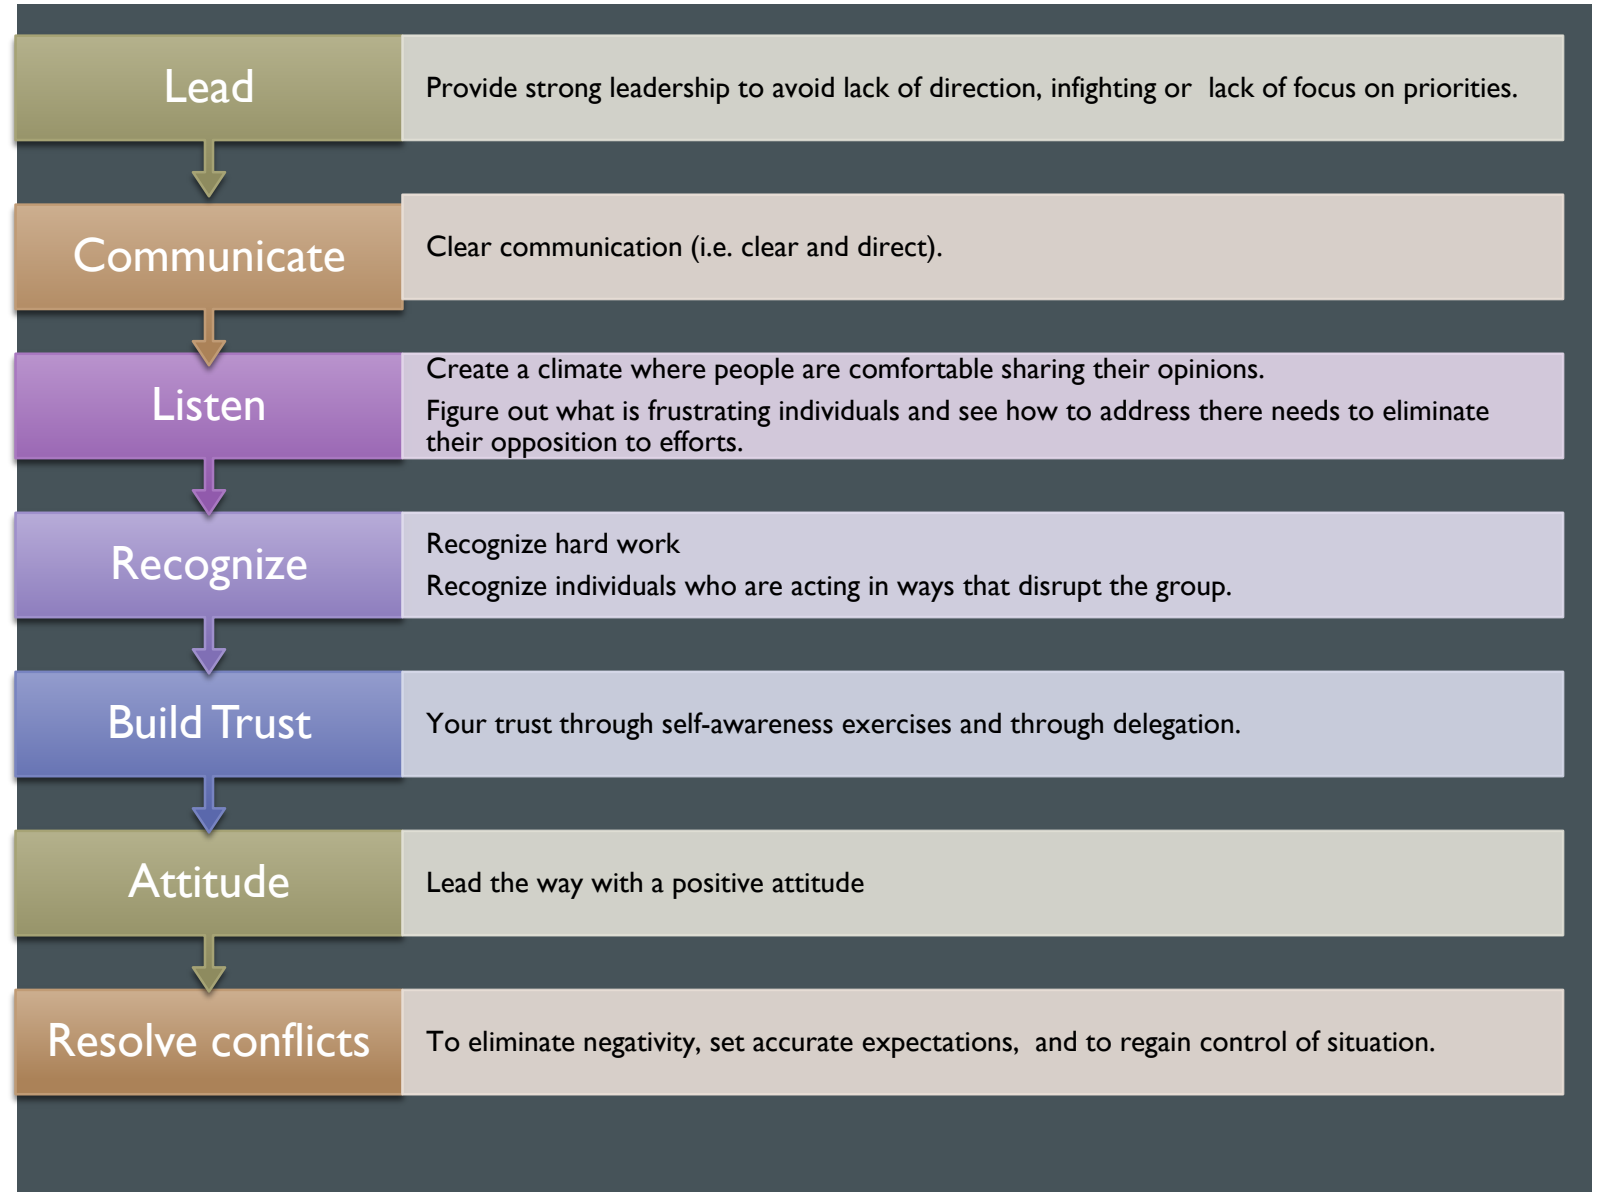 Lead
Provide strong leadership to avoid lack of direction, infighting or  lack of focus on priorities.
Communicate
Clear communication (i.e. clear and direct).
Listen
Create a climate where people are comfortable sharing their opinions.
Figure out what is frustrating individuals and see how to address there needs to eliminate
their opposition to efforts.
Recognize
Recognize hard work
Recognize individuals who are acting in ways that disrupt the group.
Build Trust
Your trust through self-awareness exercises and through delegation.
Attitude
Lead the way with a positive attitude
Resolve conflicts
To eliminate negativity, set accurate expectations,  and to regain control of situation.